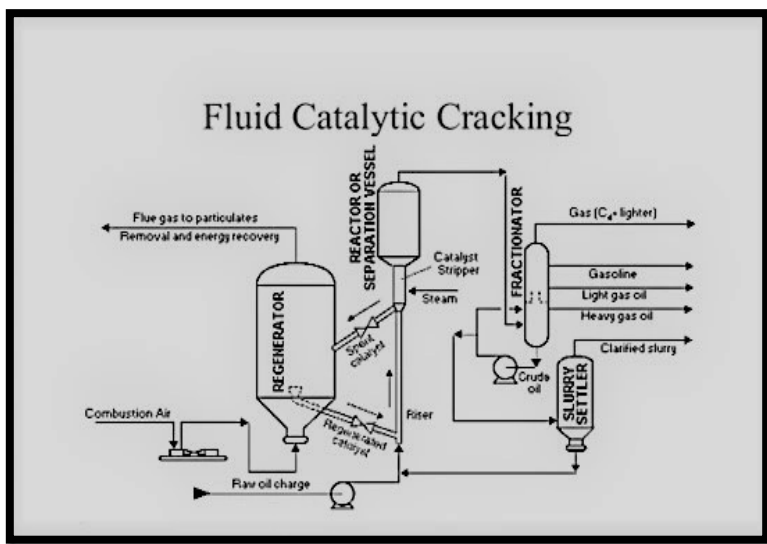 Fluid Catalytic Cracking
REACTOR OR
SEPARATION VESSEL
Flue gas to particulates
Removal and energy recovery
Gas (C₄+ lighter)
FRACTIONATOR
Catalyst
Stripper
Gasoline
Steam
Light gas oil
Heavy gas oil
REGENERATOR
Spent
catalyst
Clarified slurry
Crude
oil
SLURRY
SETTLER
Combustion Air
Riser
Regenerated
catalyst
Raw oil charge